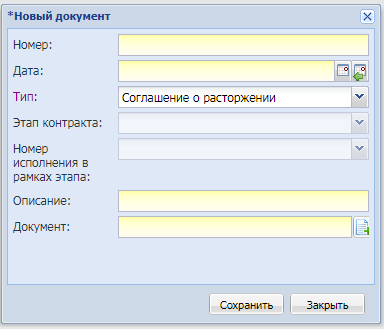 *Новый документ
Номер:
Дата:
Тип: Соглашение о расторжении
Этап контракта:
Номер
исполнения в
рамках этапа:
Описание:
Документ:
Сохранить Закрыть